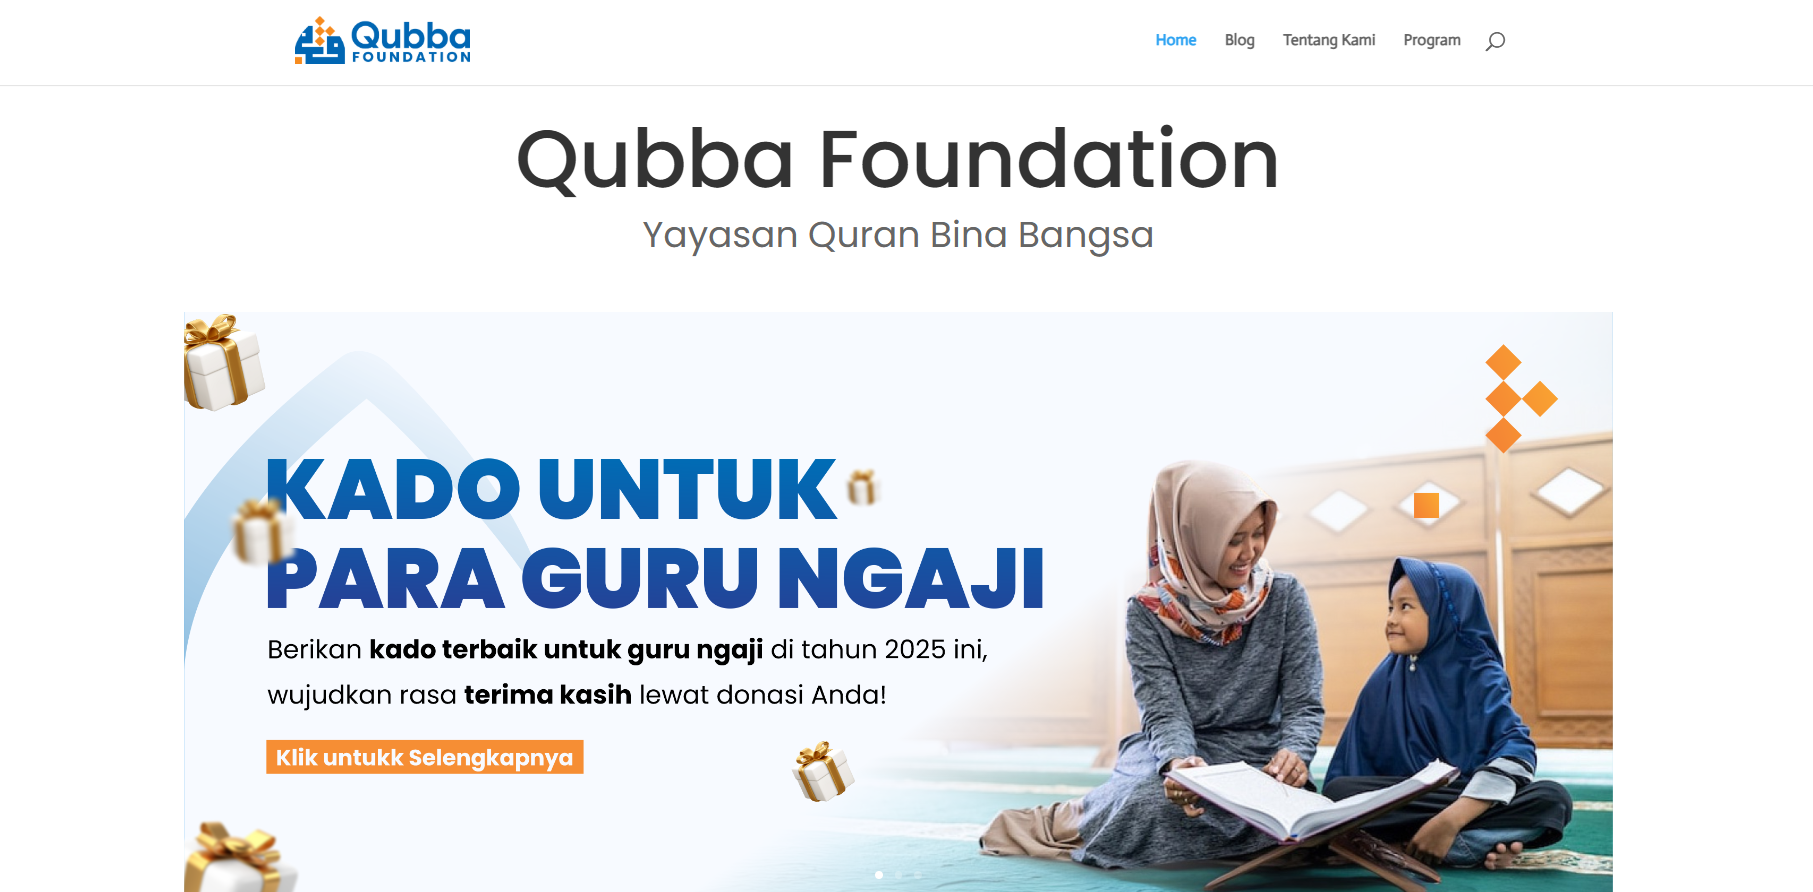 Qubba
FOUNDATION
Home Blog Tentang Kami Program
Qubba Foundation
Yayasan Quran Bina Bangsa
KADO UNTUK
PARA GURU NGAJI
Berikan kado terbaik untuk guru ngaji di tahun 2025 ini,
wujudkan rasa terima kasih lewat donasi Anda!
Klik untukk Selengkapnya